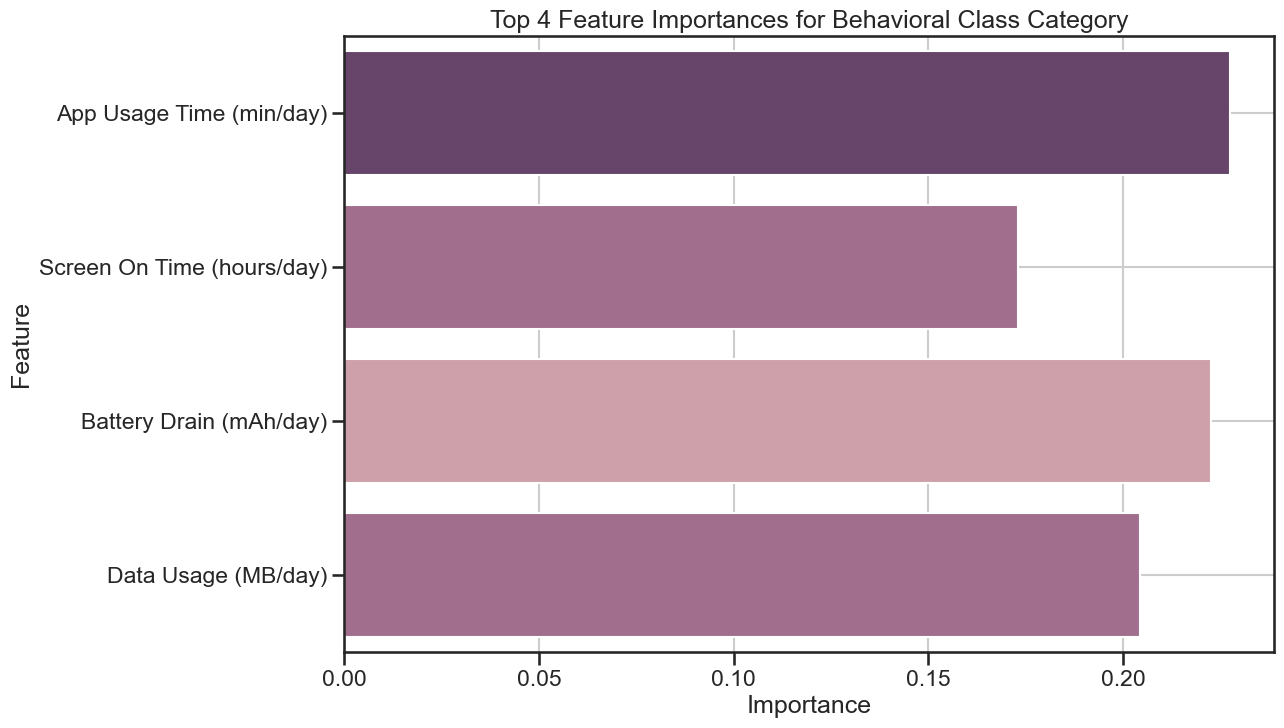 Top 4 Feature Importances for Behavioral Class Category
App Usage Time (min/day)
Screen On Time (hours/day)
Battery Drain (mAh/day)
Data Usage (MB/day)
Feature
0.00 0.05 0.10 0.15 0.20
Importance